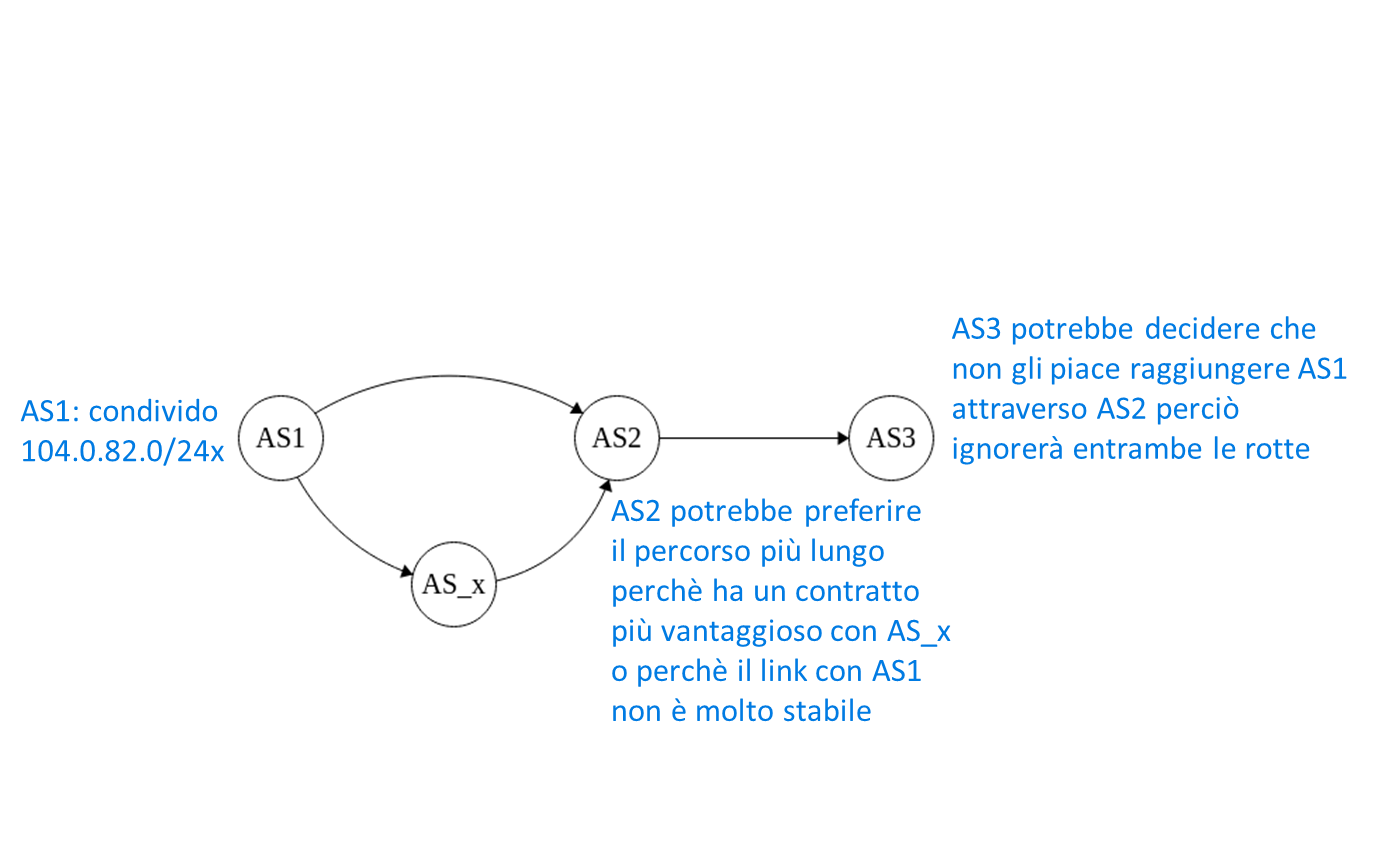 AS1: condivido
104.0.82.0/24x
AS1
AS2
AS3
AS_x
AS3 potrebbe decidere che
non gli piace raggiungere AS1
attraverso AS2 perciò
ignorerà entrambe le rotte
AS2 potrebbe preferire
il percorso più lungo
perchè ha un contratto
più vantaggioso con AS_x
o perchè il link con AS1
non è molto stabile